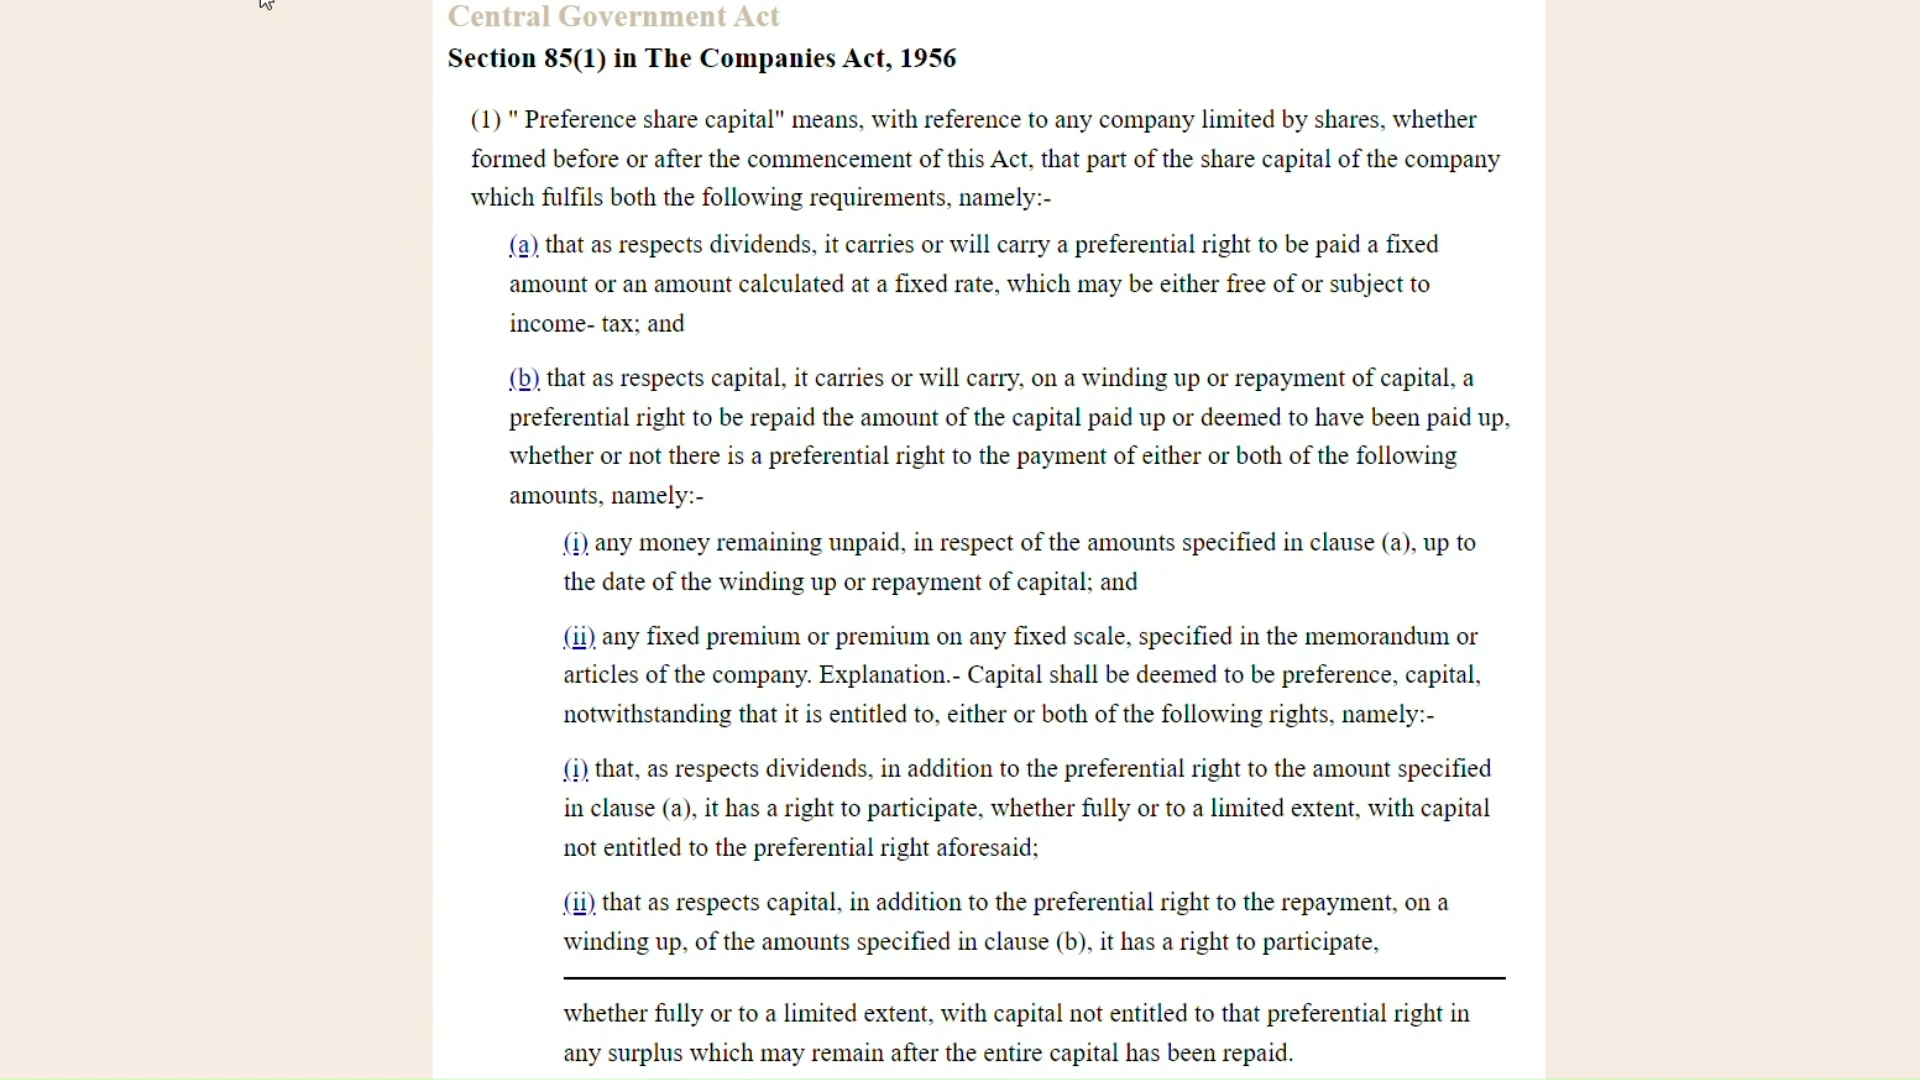 Central Government Act
Section 85(1) in The Companies Act, 1956
(1) " Preference share capital" means, with reference to any company limited by shares, whether
formed before or after the commencement of this Act, that part of the share capital of the company
which fulfils both the following requirements, namely:-
(a) that as respects dividends, it carries or will carry a preferential right to be paid a fixed
amount or an amount calculated at a fixed rate, which may be either free of or subject to
income- tax; and
(b) that as respects capital, it carries or will carry, on a winding up or repayment of capital, a
preferential right to be repaid the amount of the capital paid up or deemed to have been paid up,
whether or not there is a preferential right to the payment of either or both of the following
amounts, namely:-
(i) any money remaining unpaid, in respect of the amounts specified in clause (a), up to
the date of the winding up or repayment of capital; and
(ii) any fixed premium or premium on any fixed scale, specified in the memorandum or
articles of the company. Explanation.- Capital shall be deemed to be preference, capital,
notwithstanding that it is entitled to, either or both of the following rights, namely:-
(i) that, as respects dividends, in addition to the preferential right to the amount specified
in clause (a), it has a right to participate, whether fully or to a limited extent, with capital
not entitled to the preferential right aforesaid;
(ii) that as respects capital, in addition to the preferential right to the repayment, on a
winding up, of the amounts specified in clause (b), it has a right to participate,
whether fully or to a limited extent, with capital not entitled to that preferential right in
any surplus which may remain after the entire capital has been repaid.